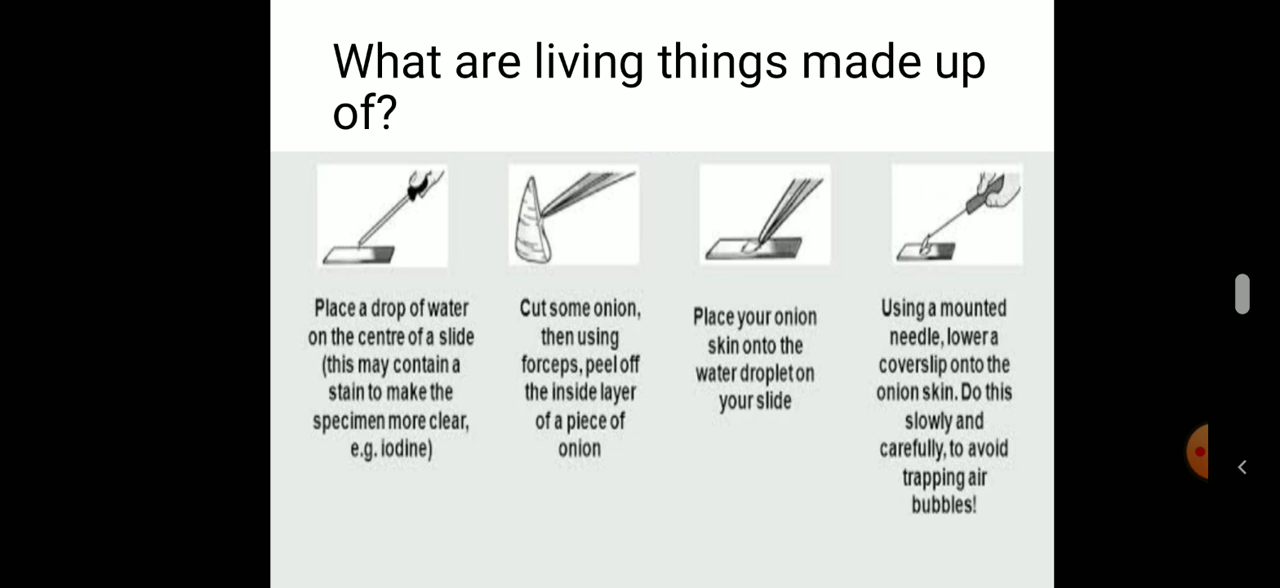 What are living things made up
of?
Place a drop of water
on the centre of a slide
(this may contain a
stain to make the
specimen more clear,
e.g. iodine)
Cut some onion,
then using
forceps, peel off
the inside layer
of a piece of
onion
Place your onion
skin onto the
water droplet on
your slide
Using a mounted
needle, lower a
coverslip onto the
onion skin. Do this
slowly and
carefully, to avoid
trapping air
bubbles!